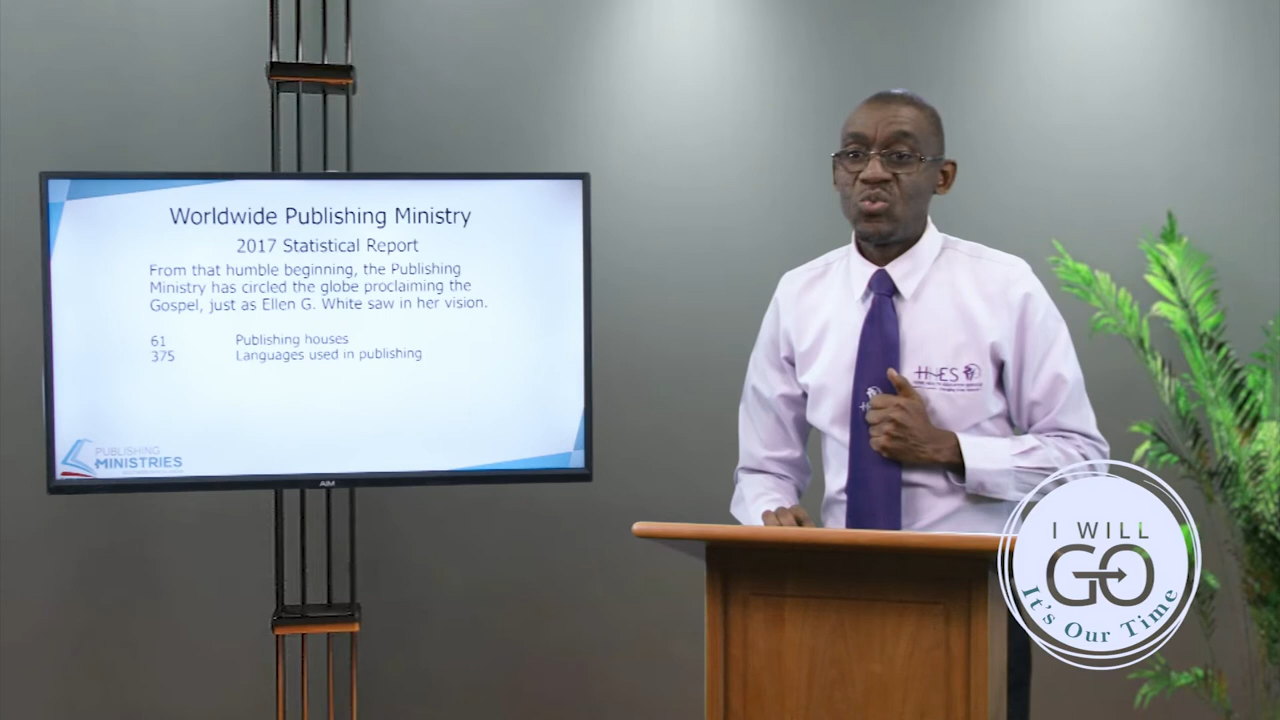 Worldwide Publishing Ministry
2017 Statistical Report
From that humble beginning, the Publishing
Ministry has circled the globe proclaiming the
Gospel, just as Ellen G. White saw in her vision.
61 Publishing houses
375 Languages used in publishing
PUBLISHING
MINISTRIES
AIM
HHES
I WILL
GO
It's Our Time